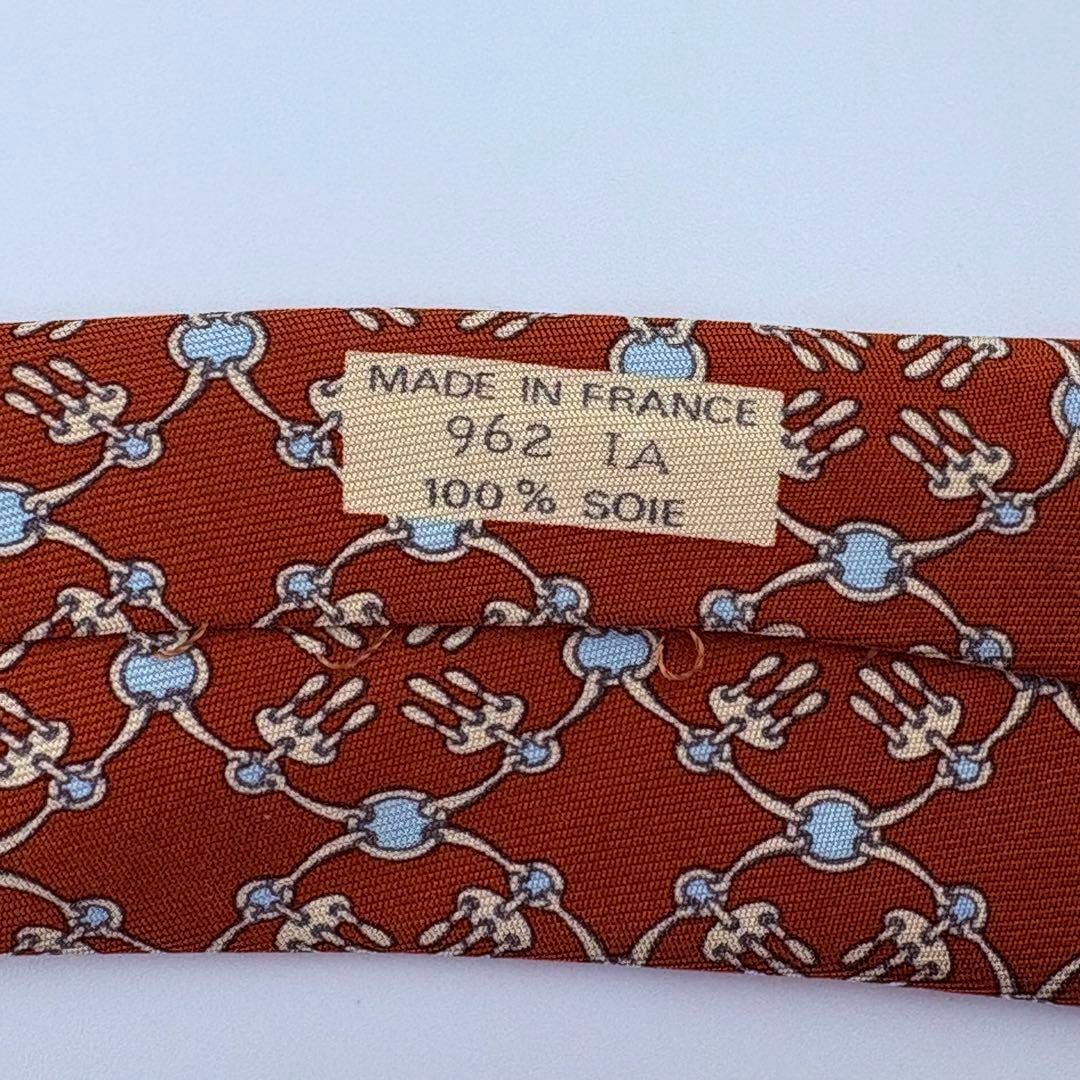 MADE IN FRANCE
962 IA
100% SOIE